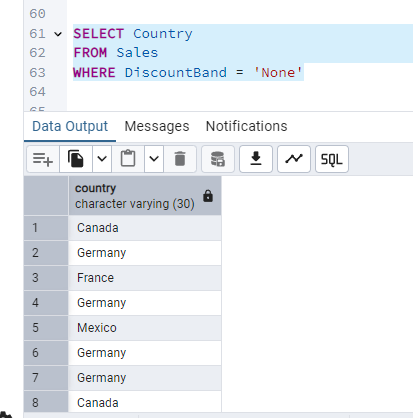 60
61 SELECT Country
62 FROM Sales
63 WHERE DiscountBand = 'None'
64
65
Data Output Messages Notifications
SQL
country
character varying (30)
1 Canada
2 Germany
3 France
4 Germany
5 Mexico
6 Germany
7 Germany
8 Canada